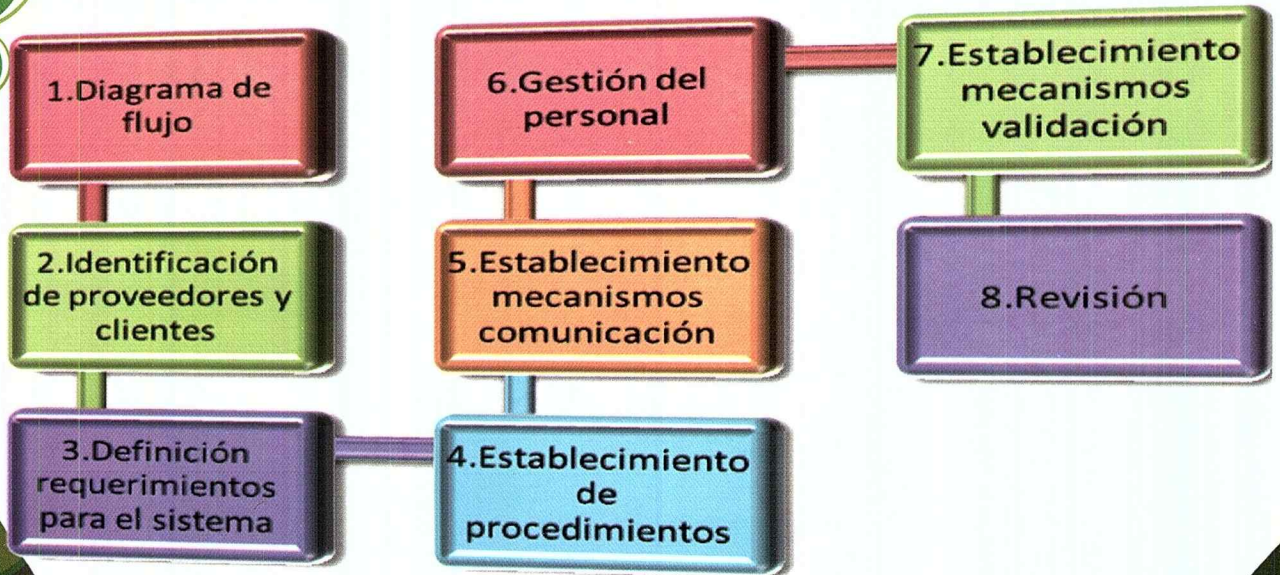 1.Diagrama de
flujo
2.Identificación
de proveedores y
clientes
3.Definición
requerimientos
para el sistema
4.Establecimiento
de
procedimientos
5.Establecimiento
mecanismos
comunicación
6.Gestión del
personal
7.Establecimiento
mecanismos
validación
8.Revisión